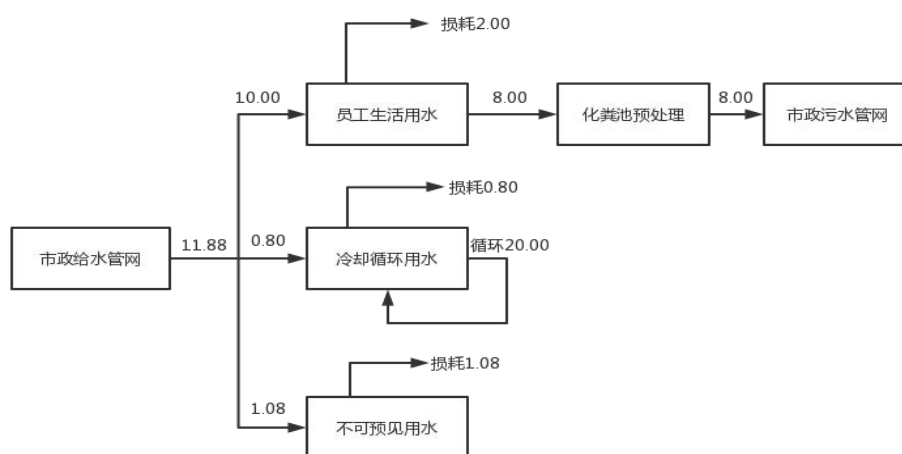 损耗2.00
10.00
员工生活用水
8.00
化粪池预处理
8.00
市政污水管网
损耗0.80
市政给水管网
11.88
0.80
冷却循环用水
循环20.00
损耗1.08
1.08
不可预见用水